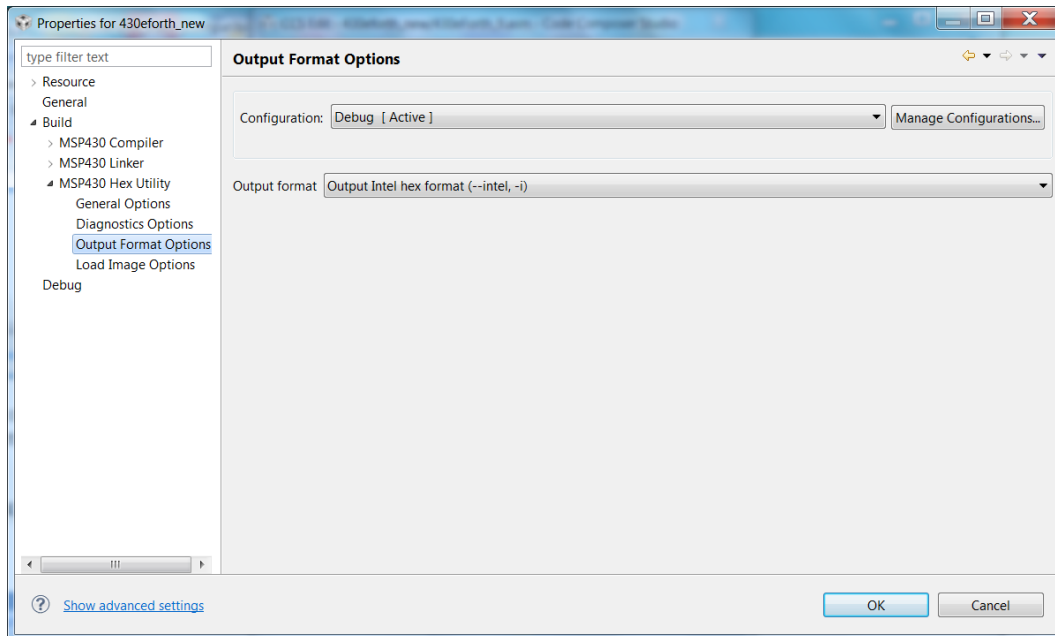 Properties for 430eforth_new
type filter text
Resource
General
Build
MSP430 Compiler
MSP430 Linker
MSP430 Hex Utility
General Options
Diagnostics Options
Output Format Options
Load Image Options
Debug
Output Format Options
Configuration: Debug [ Active ]
Manage Configurations...
Output format Output Intel hex format (--intel, -i)
Show advanced settings
OK
Cancel